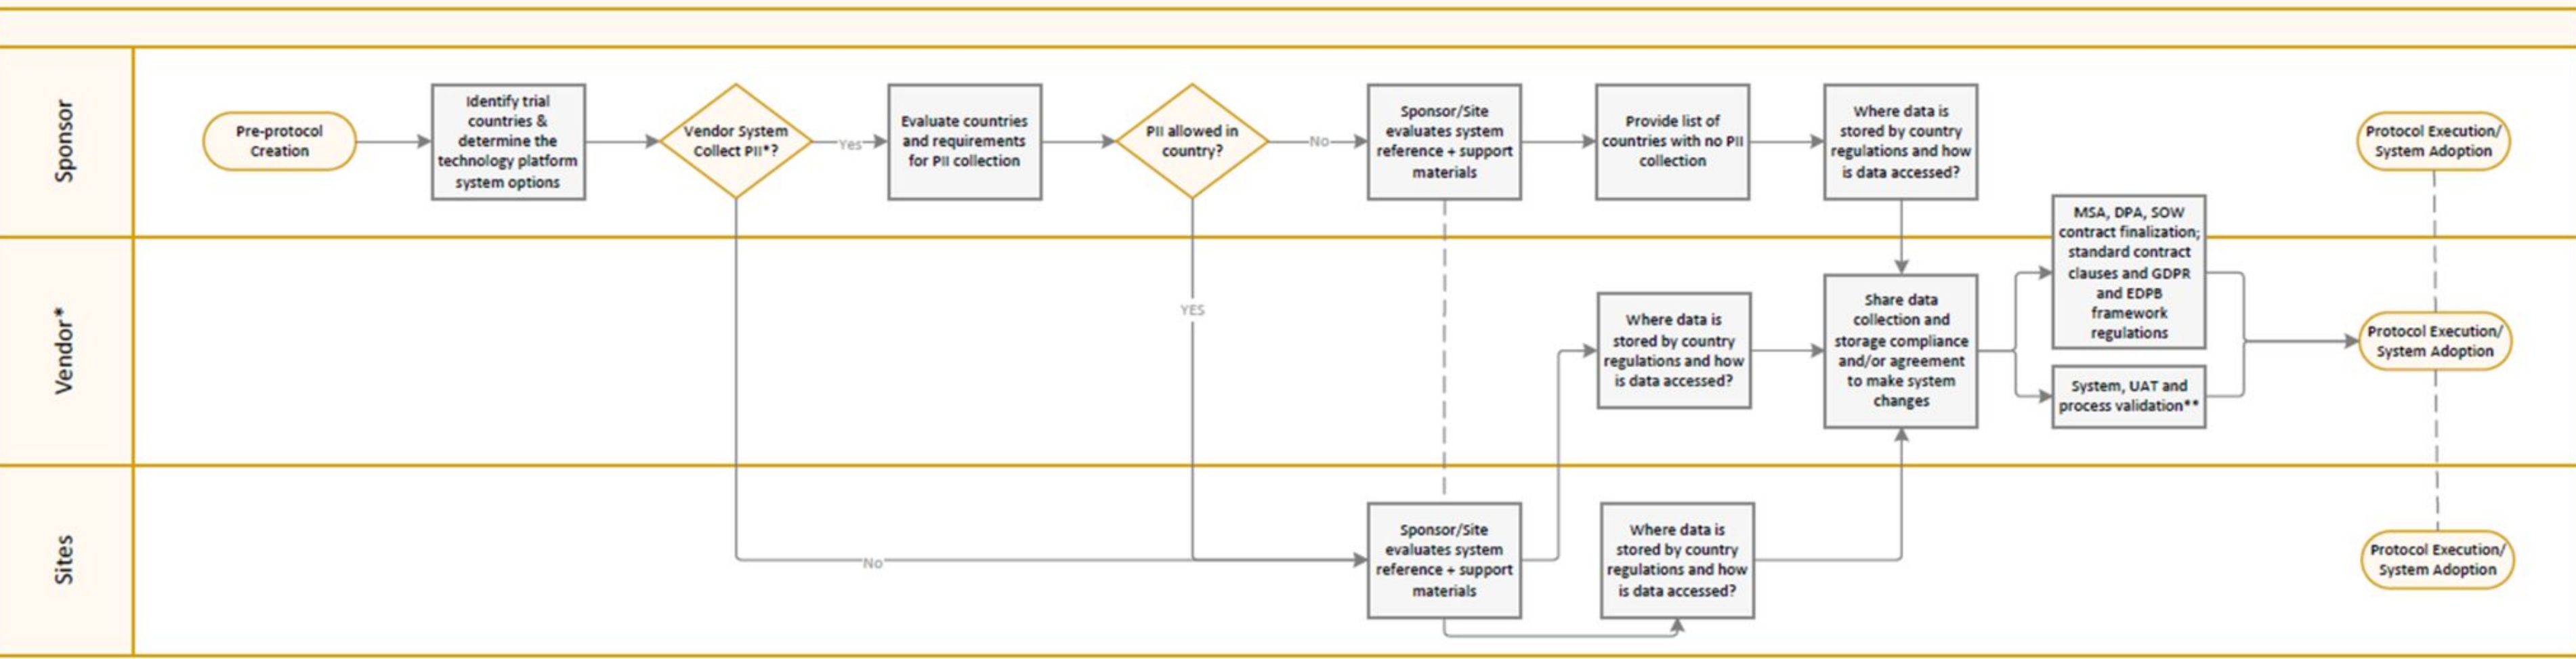 Sponsor
Pre-protocol
Creation
Identify trial
countries &
determine the
technology platform
system options
Vendor System
Collect PII*?
Yes
Evaluate countries
and requirements
for PII collection
PII allowed in
country?
No
Sponsor/Site
evaluates system
reference + support
materials
Provide list of
countries with no PII
collection
Where data is
stored by country
regulations and how
is data accessed?
Protocol Execution/
System Adoption
MSA, DPA, SOW
contract finalization;
standard contract
clauses and GDPR
and EDPB
framework
regulations
Vendor*
YES
Where data is
stored by country
regulations and how
is data accessed?
Share data
collection and
storage compliance
and/or agreement
to make system
changes
System, UAT and
process validation**
Protocol Execution/
System Adoption
Sites
No
Sponsor/Site
evaluates system
reference + support
materials
Where data is
stored by country
regulations and how
is data accessed?
Protocol Execution/
System Adoption